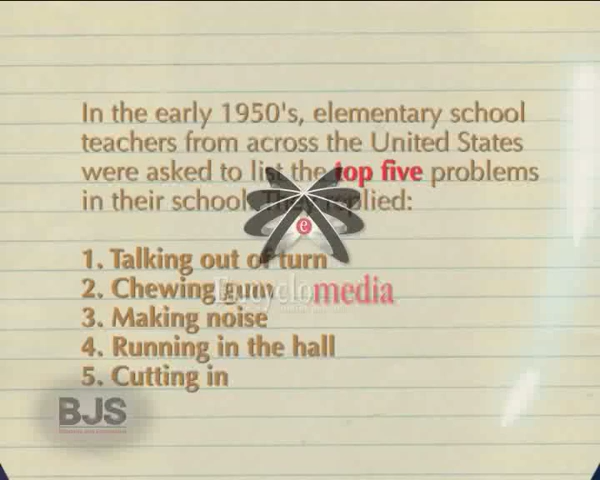 In the early 1950's, elementary school
teachers from across the United States
were asked to list the top five problems
in their school. They replied:
1. Talking out of turn
2. Chewing gum
3. Making noise
4. Running in the hall
5. Cutting in
e
Encyclomedia
BJS